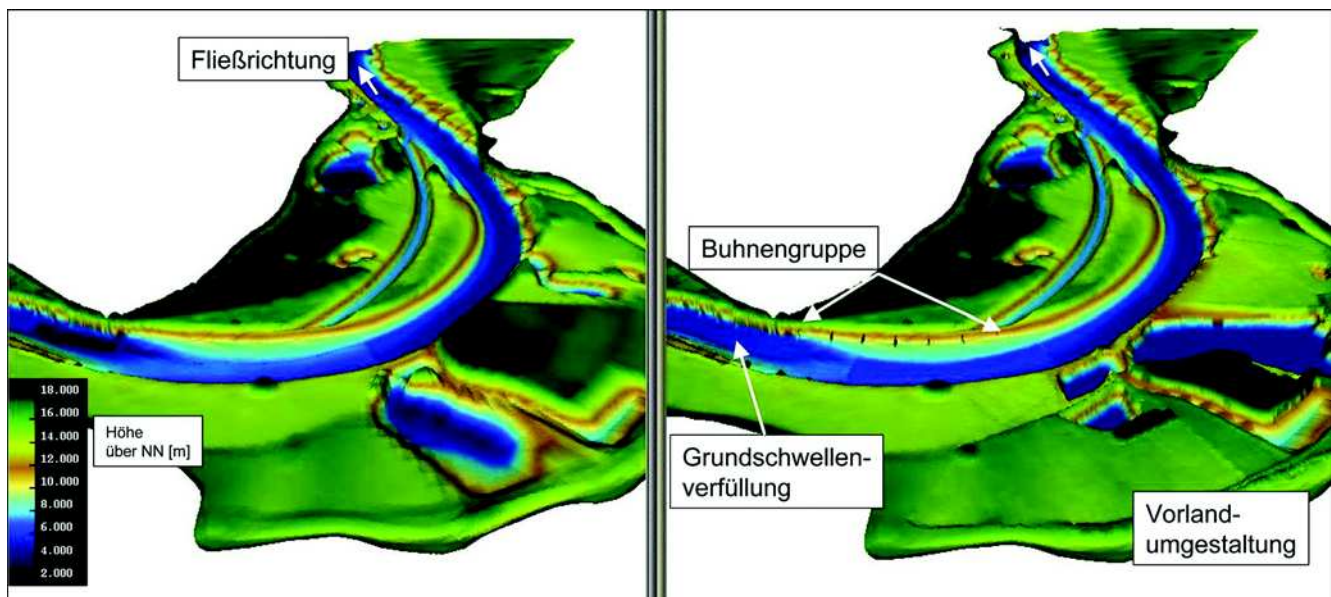 Fließrichtung
Buhnengruppe
Grundschwellen-
verfüllung
Vorland-
umgestaltung
Höhe
über NN [m]
18.000
16.000
14.000
12.000
10.000
8.000
6.000
4.000
2.000